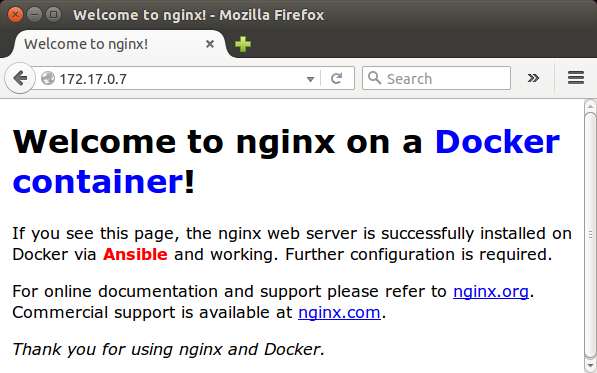 Welcome to nginx! - Mozilla Firefox
Welcome to nginx!
172.17.0.7
Search
Welcome to nginx on a Docker
container!
If you see this page, the nginx web server is successfully installed on
Docker via Ansible and working. Further configuration is required.
For online documentation and support please refer to nginx.org.
Commercial support is available at nginx.com.
Thank you for using nginx and Docker.